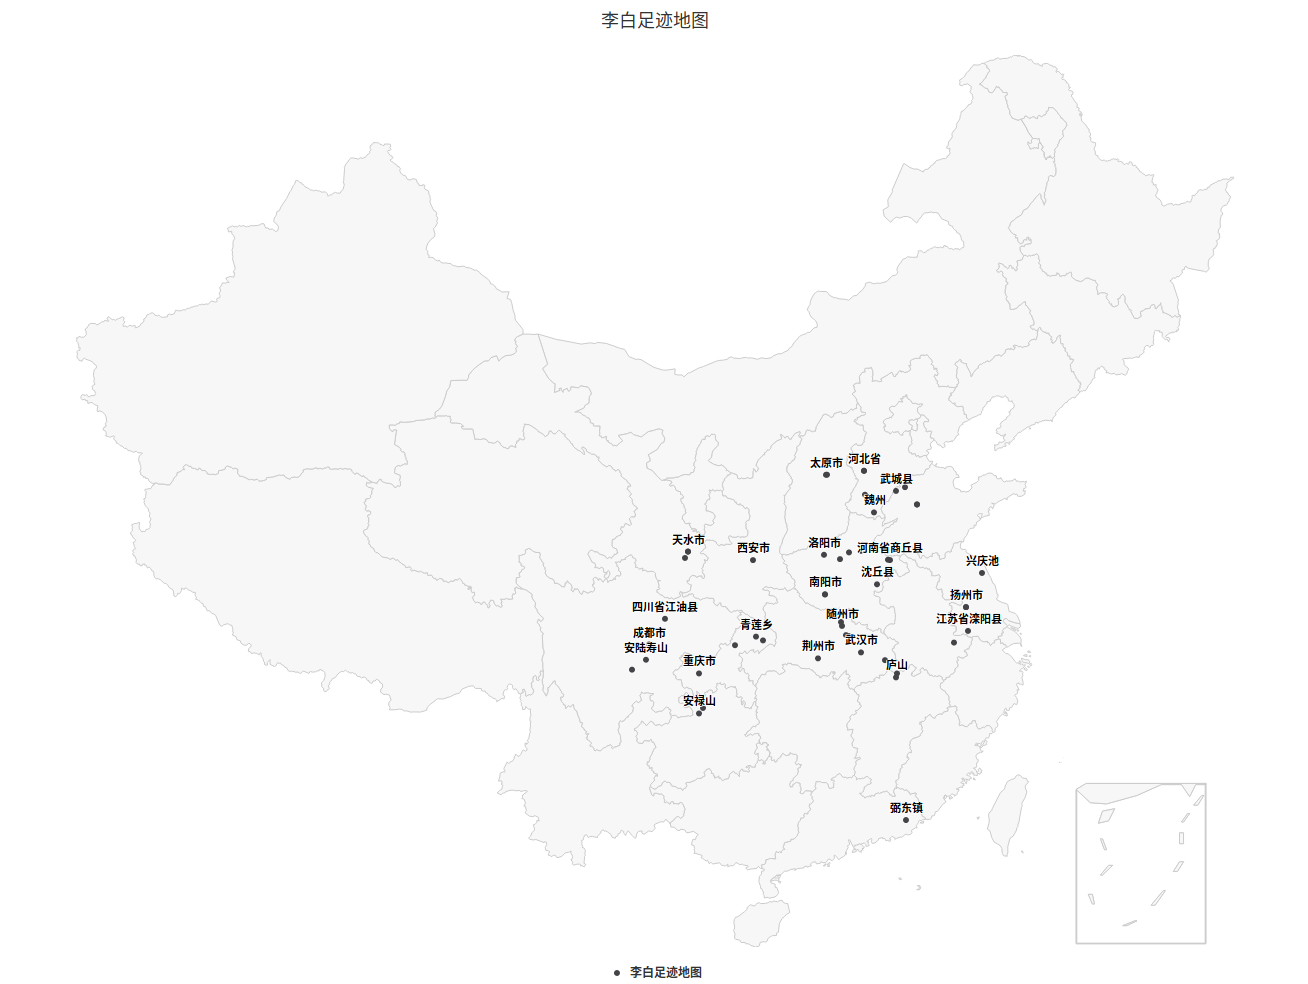 李白足迹地图
太原市
河北省
武城县
魏州
天水市
西安市
洛阳市
河南省商丘县
兴庆池
沈丘县
南阳市
扬州市
四川省江油县
随州市
江苏省溧阳县
青莲乡
成都市
武汉市
安陆寿山
荆州市
重庆市
庐山
安禄山
弼东镇
李白足迹地图